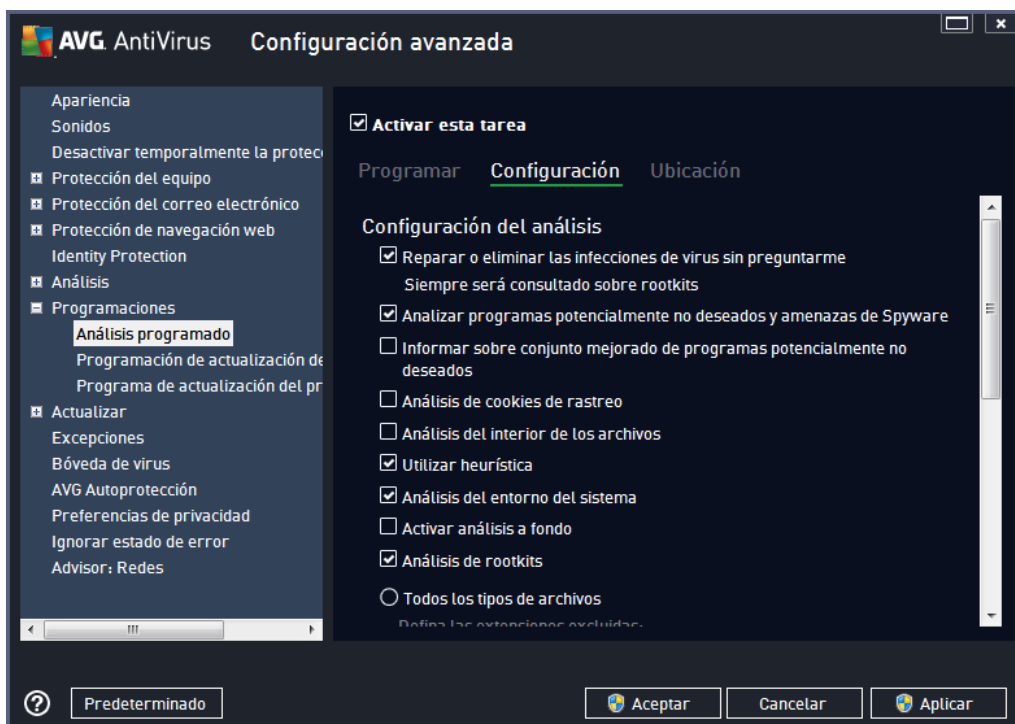 AVG. AntiVirus Configuración avanzada
Apariencia
Sonidos
Desactivar temporalmente la protec
Protección del equipo
Protección del correo electrónico
Protección de navegación web
Identity Protection
Análisis
Programaciones
Análisis programado
Programación de actualización de
Programa de actualización del pr
Actualizar
Excepciones
Bóveda de virus
AVG Autoprotección
Preferencias de privacidad
Ignorar estado de error
Advisor: Redes
Activar esta tarea
Programar Configuración Ubicación
Configuración del análisis
Reparar o eliminar las infecciones de virus sin preguntarme
Siempre será consultado sobre rootkits
Analizar programas potencialmente no deseados y amenazas de Spyware
Informar sobre conjunto mejorado de programas potencialmente no
deseados
Análisis de cookies de rastreo
Análisis del interior de los archivos
Utilizar heurística
Análisis del entorno del sistema
Activar análisis a fondo
Análisis de rootkits
Todos los tipos de archivos
Defina las extensiones excluidas:
Predeterminado
Aceptar
Cancelar
Aplicar